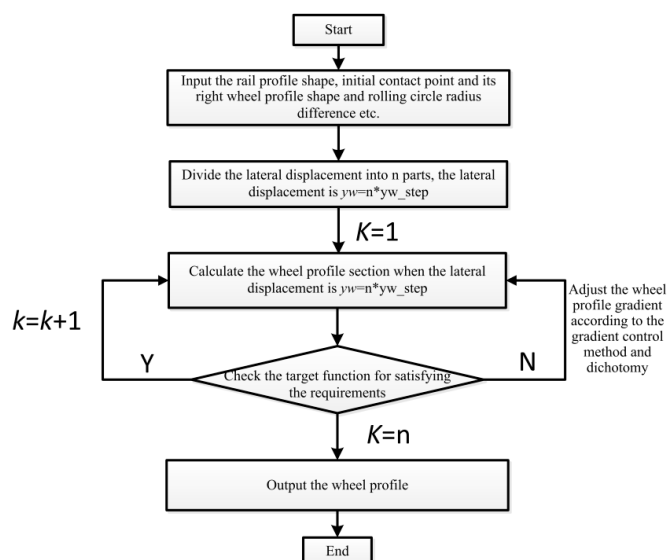 Start
Input the rail profile shape, initial contact point and its
right wheel profile shape and rolling circle radius
difference etc.
Divide the lateral displacement into n parts, the lateral
displacement is yw=n*yw_step
K=1
Calculate the wheel profile section when the lateral
displacement is yw=n*yw_step
k=k+1
Y
Check the target function for satisfying
the requirements
N
Adjust the wheel
profile gradient
according to the
gradient control
method and
dichotomy
K=n
Output the wheel profile
End